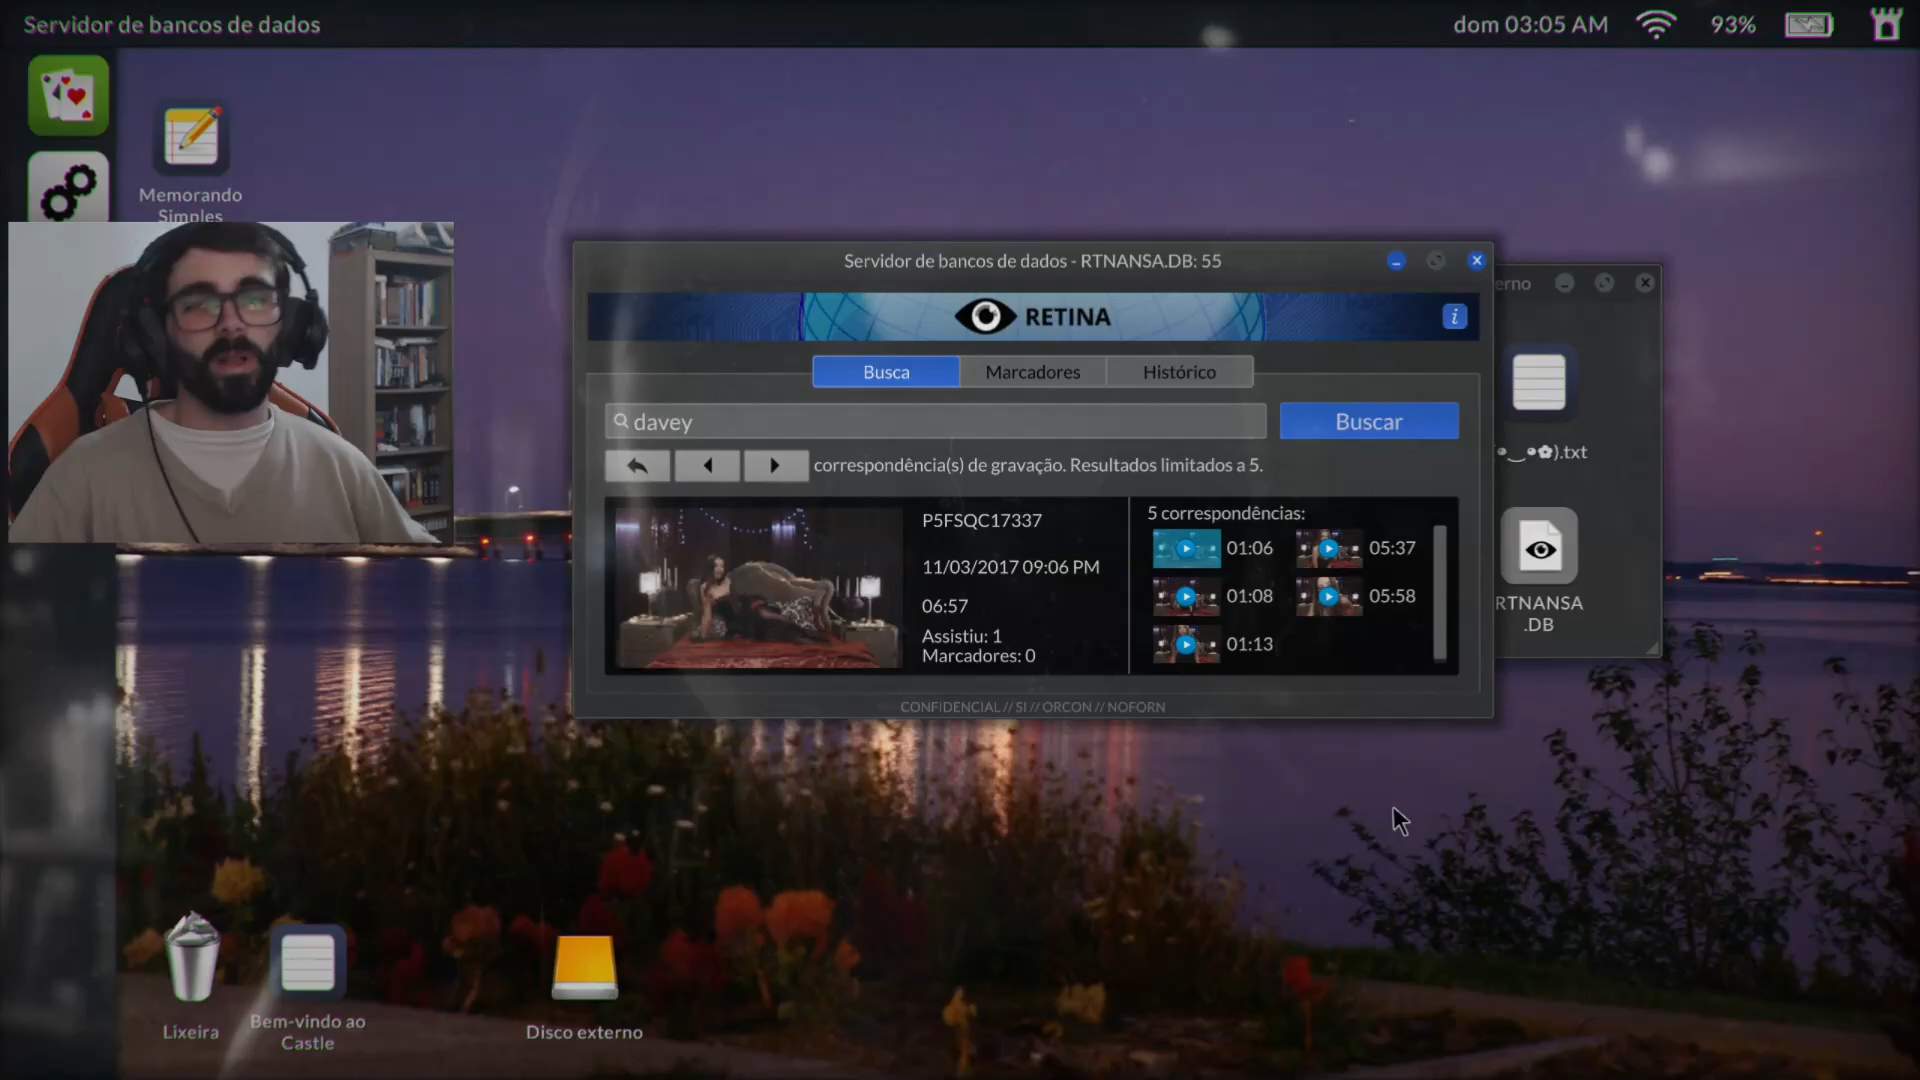 Servidor de bancos de dados
dom 03:05 AM
93%
Memorando
Simples
Servidor de bancos de dados - RTNANSA.DB: 55
erno
RETINA
Busca
Marcadores
Histórico
davey
Buscar
correspondência(s) de gravação. Resultados limitados a 5.
P5FSQC17337
11/03/2017 09:06 PM
06:57
Assistiu: 1
Marcadores: 0
5 correspondências:
01:06
05:37
01:08
05:58
01:13
CONFIDENCIAL // SI // ORCON // NOFORN
•‿•✿).txt
RTNANSA
.DB
Lixeira
Bem-vindo ao
Castle
Disco externo